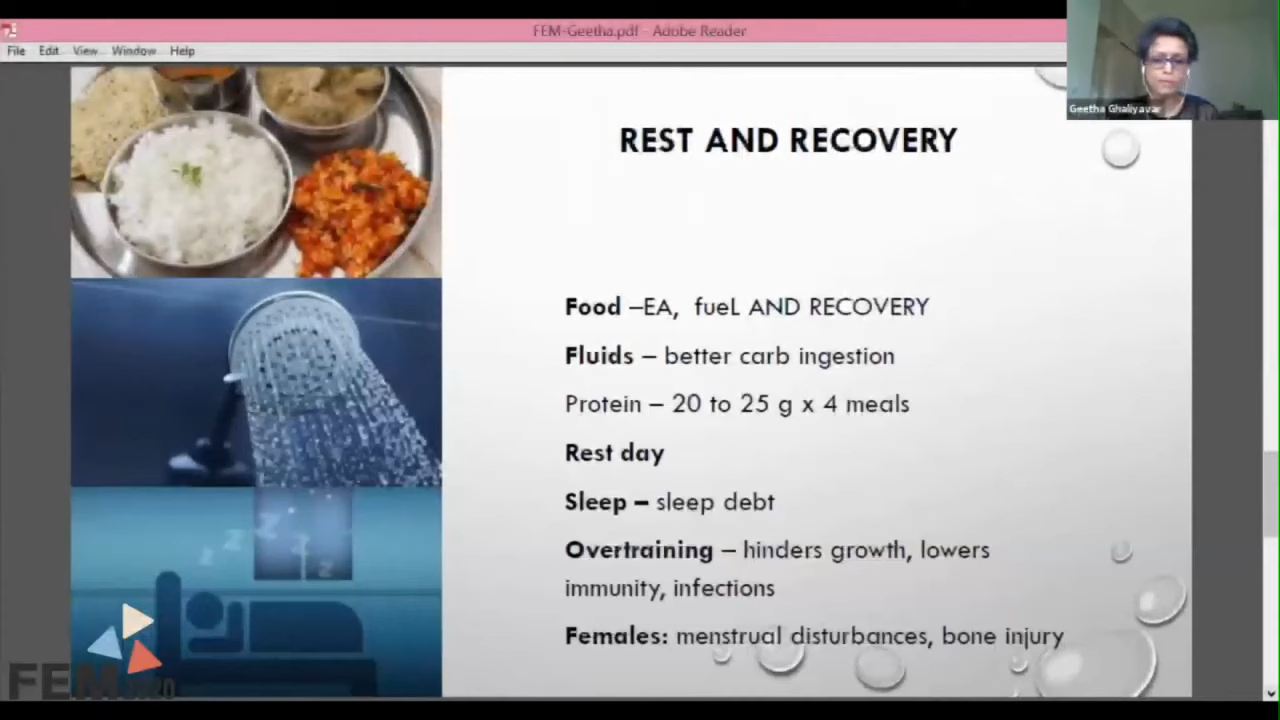 FEM-Geetha.pdf - Adobe Reader
File Edit View Window Help
Geetha Ghaliyavar
REST AND RECOVERY
Food –EA, fueL AND RECOVERY
Fluids – better carb ingestion
Protein – 20 to 25 g x 4 meals
Rest day
Sleep – sleep debt
Overtraining – hinders growth, lowers
immunity, infections
Females: menstrual disturbances, bone injury
z z z z
FEM